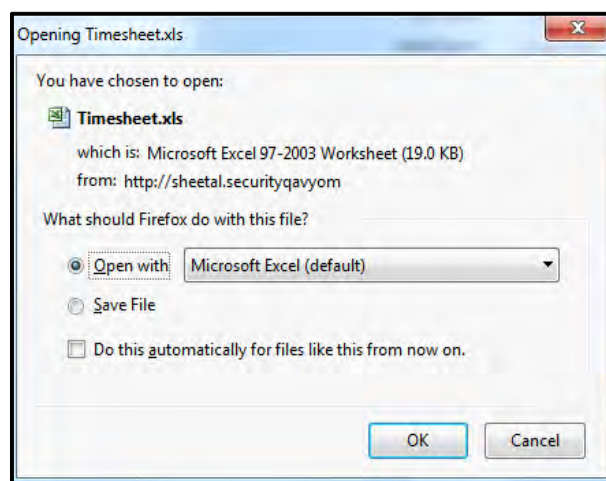 Opening Timesheet.xls
You have chosen to open:
Timesheet.xls
which is: Microsoft Excel 97-2003 Worksheet (19.0 KB)
from: http://sheetal.securityqavyom
What should Firefox do with this file?
Open with Microsoft Excel (default)
Save File
Do this automatically for files like this from now on.
OK Cancel